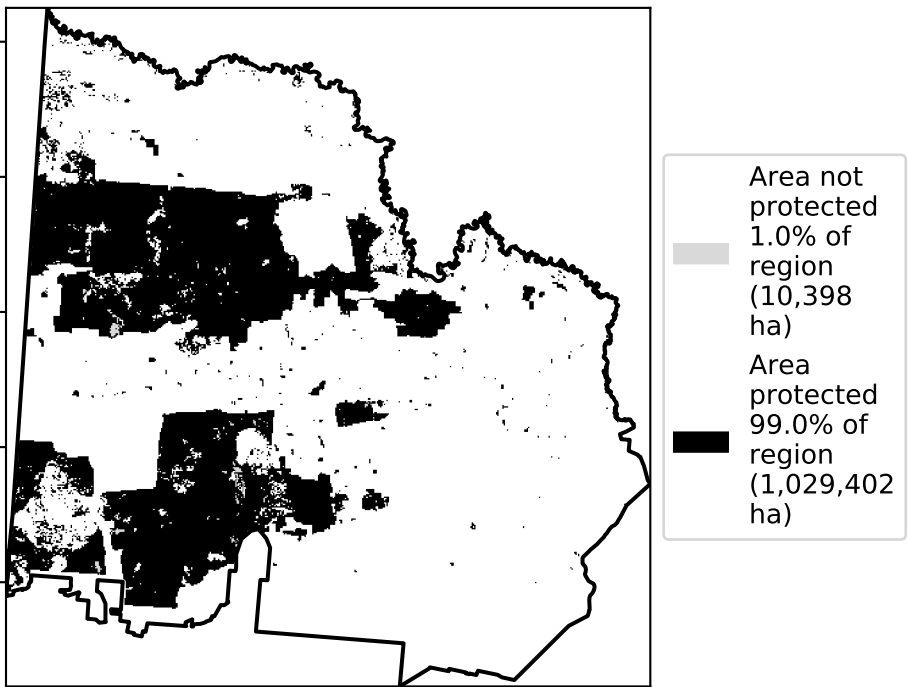 Area not
protected
1.0% of
region
(10,398
ha)
Area
protected
99.0% of
region
(1,029,402
ha)